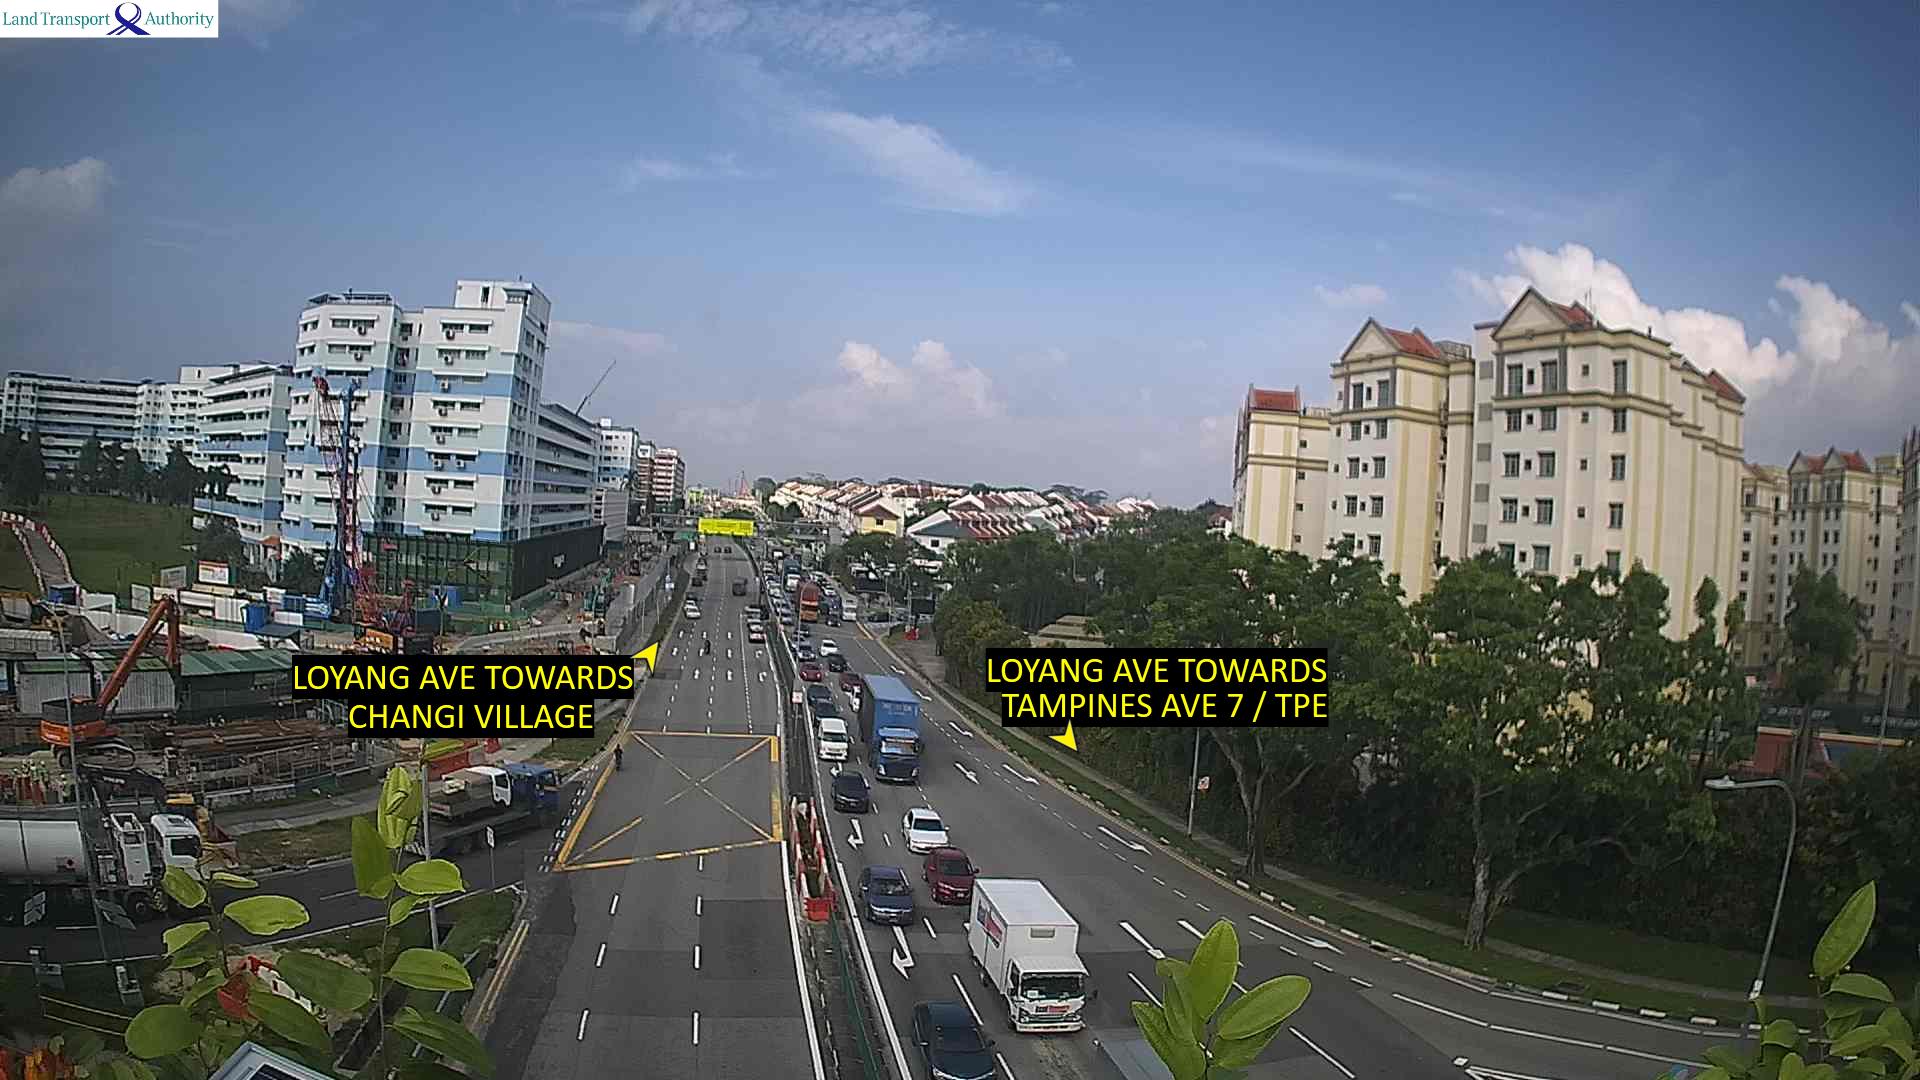 Land Transport Authority
LOYANG AVE TOWARDS
CHANGI VILLAGE
LOYANG AVE TOWARDS
TAMPINES AVE 7 / TPE